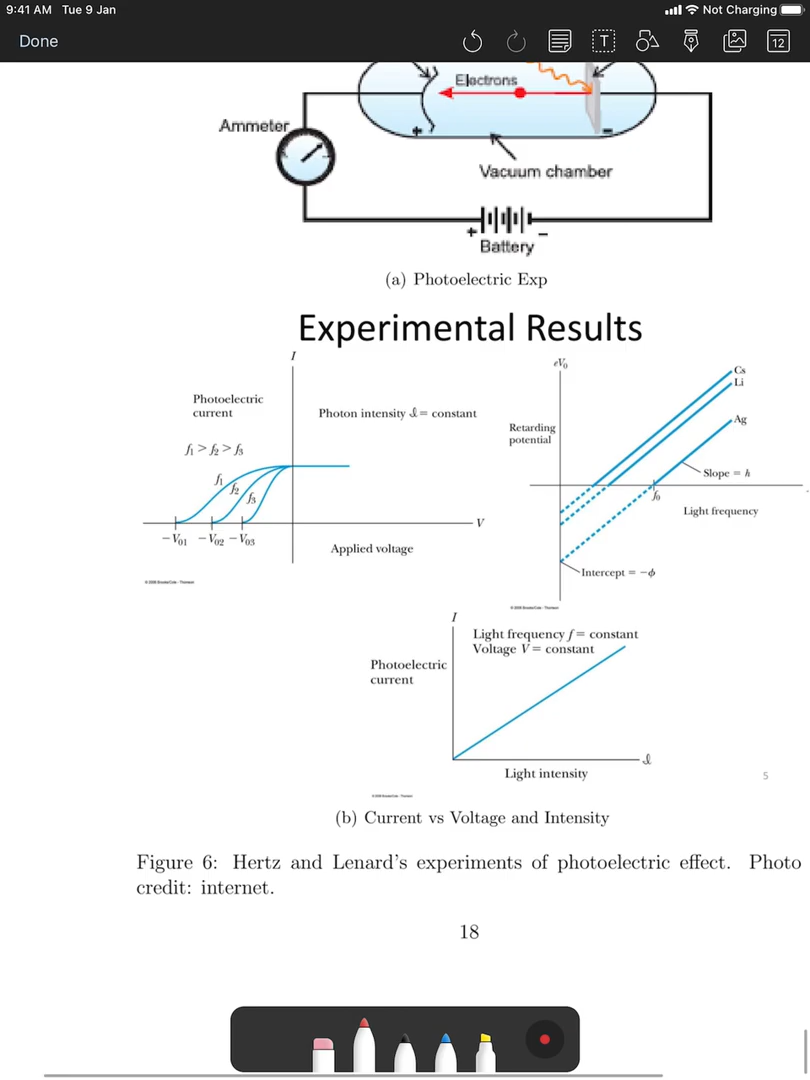 9:41 AM Tue 9 Jan
Not Charging
Done
T
12
Electrons
+
−
Ammeter
Vacuum chamber
+
−
Battery
(a) Photoelectric Exp
Experimental Results
I
Photoelectric
current
Photon intensity ℐ = constant
f₁ > f₂ > f₃
f₁
f₂
f₃
V
−V₀₁ −V₀₂ −V₀₃
Applied voltage
eV₀
Cs
Li
Ag
Retarding
potential
Slope = h
f₀
Light frequency
Intercept = −ϕ
I
Light frequency f = constant
Voltage V = constant
Photoelectric
current
ℐ
Light intensity
5
(b) Current vs Voltage and Intensity
Figure 6: Hertz and Lenard's experiments of photoelectric effect. Photo
credit: internet.
18